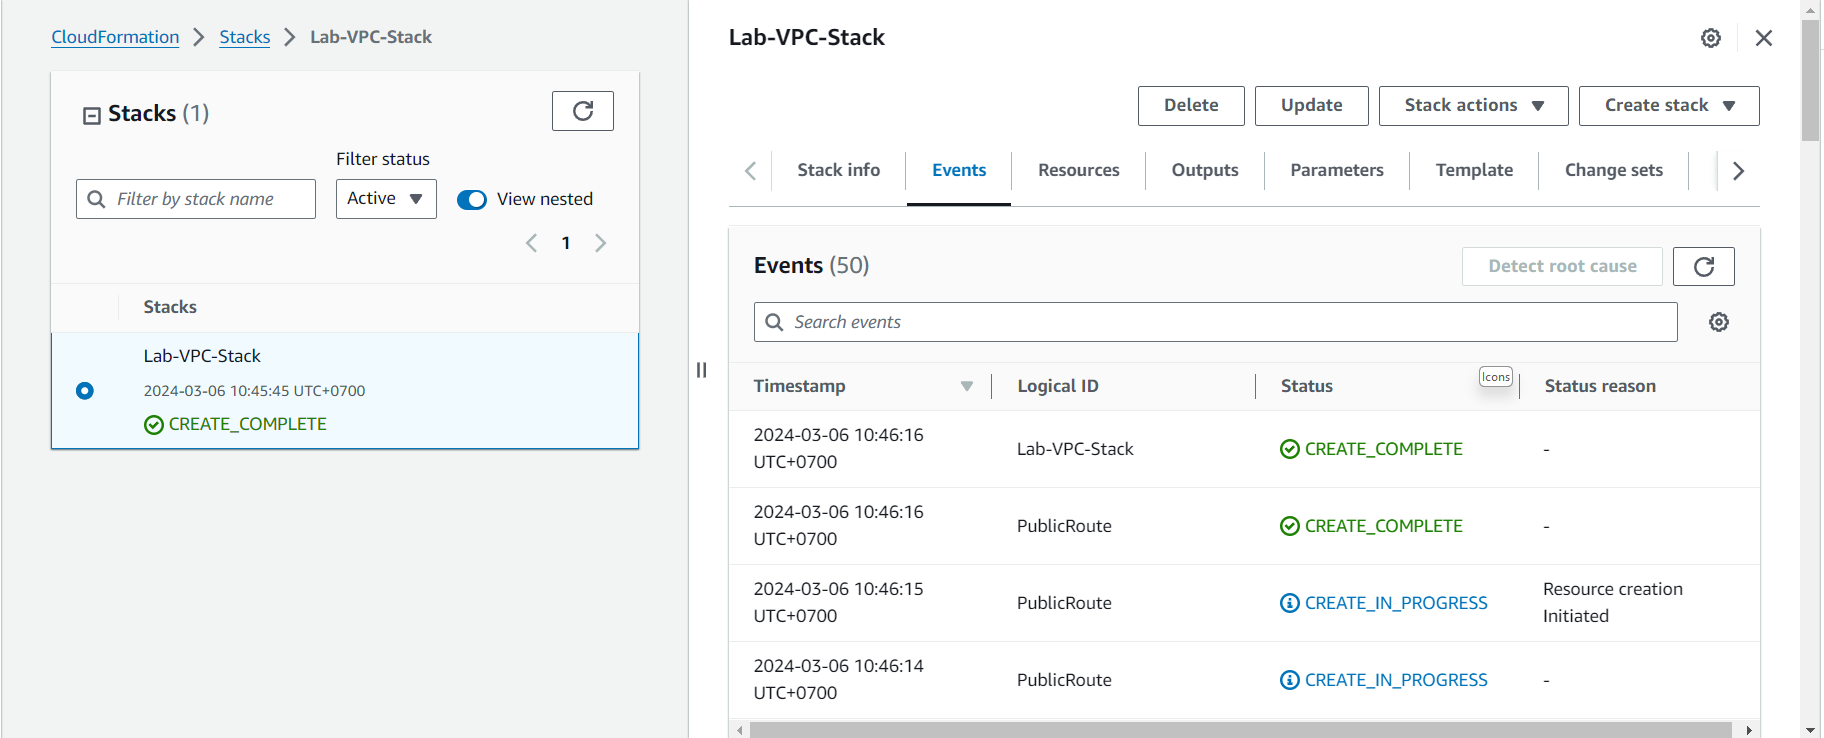 CloudFormation > Stacks > Lab-VPC-Stack
Stacks (1)
Filter status
Filter by stack name
Active
View nested
1
Stacks
Lab-VPC-Stack
2024-03-06 10:45:45 UTC+0700
CREATE_COMPLETE
Lab-VPC-Stack
Delete Update Stack actions Create stack
Stack info Events Resources Outputs Parameters Template Change sets
Events (50)
Detect root cause
Search events
Timestamp Logical ID Status Icons Status reason
2024-03-06 10:46:16
UTC+0700
Lab-VPC-Stack
CREATE_COMPLETE
-
2024-03-06 10:46:16
UTC+0700
PublicRoute
CREATE_COMPLETE
-
2024-03-06 10:46:15
UTC+0700
PublicRoute
CREATE_IN_PROGRESS
Resource creation
Initiated
2024-03-06 10:46:14
UTC+0700
PublicRoute
CREATE_IN_PROGRESS
-